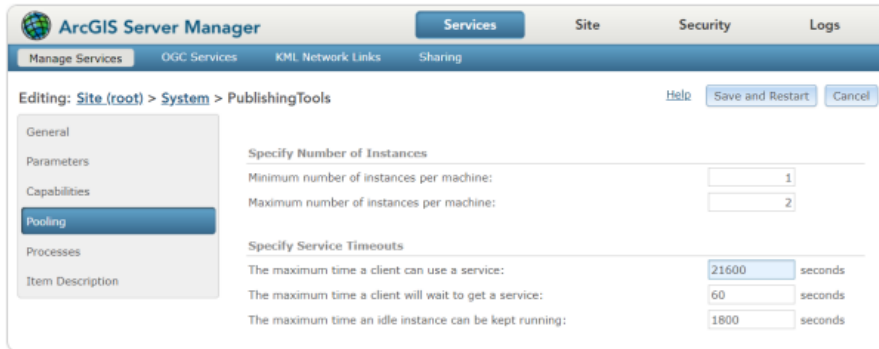 ArcGIS Server Manager
Services Site Security Logs
Manage Services OGC Services KML Network Links Sharing
Editing: Site (root) > System > PublishingTools
Help Save and Restart Cancel
General
Parameters
Capabilities
Pooling
Processes
Item Description
Specify Number of Instances
Minimum number of instances per machine: 1
Maximum number of instances per machine: 2
Specify Service Timeouts
The maximum time a client can use a service: 21600 seconds
The maximum time a client will wait to get a service: 60 seconds
The maximum time an idle instance can be kept running: 1800 seconds